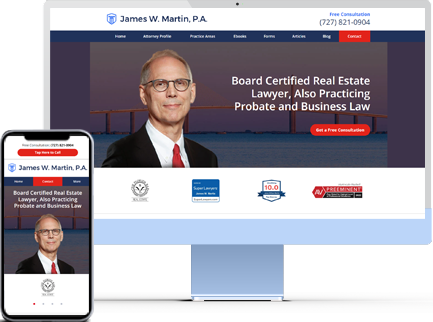 James W. Martin, P.A.
Free Consultation
(727) 821-0904
Home Attorney Profile Practice Areas Ebooks Forms Articles Blog Contact
Board Certified Real Estate
Lawyer, Also Practicing
Probate and Business Law
Get a Free Consultation
Super Lawyers
10.0
AV PREEMINENT
Free Consultation: (727) 821-0904
Tap Here to Call
James W. Martin, P.A.
Home Contact
Board Certified Real Estate
Lawyer, Also Practicing
Probate and Business Law